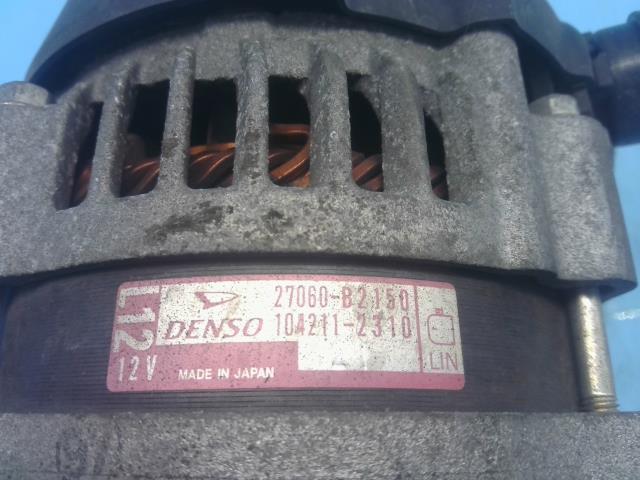 L12
12V
27060-B2150
DENSO 104211-2310
MADE IN JAPAN
LIN